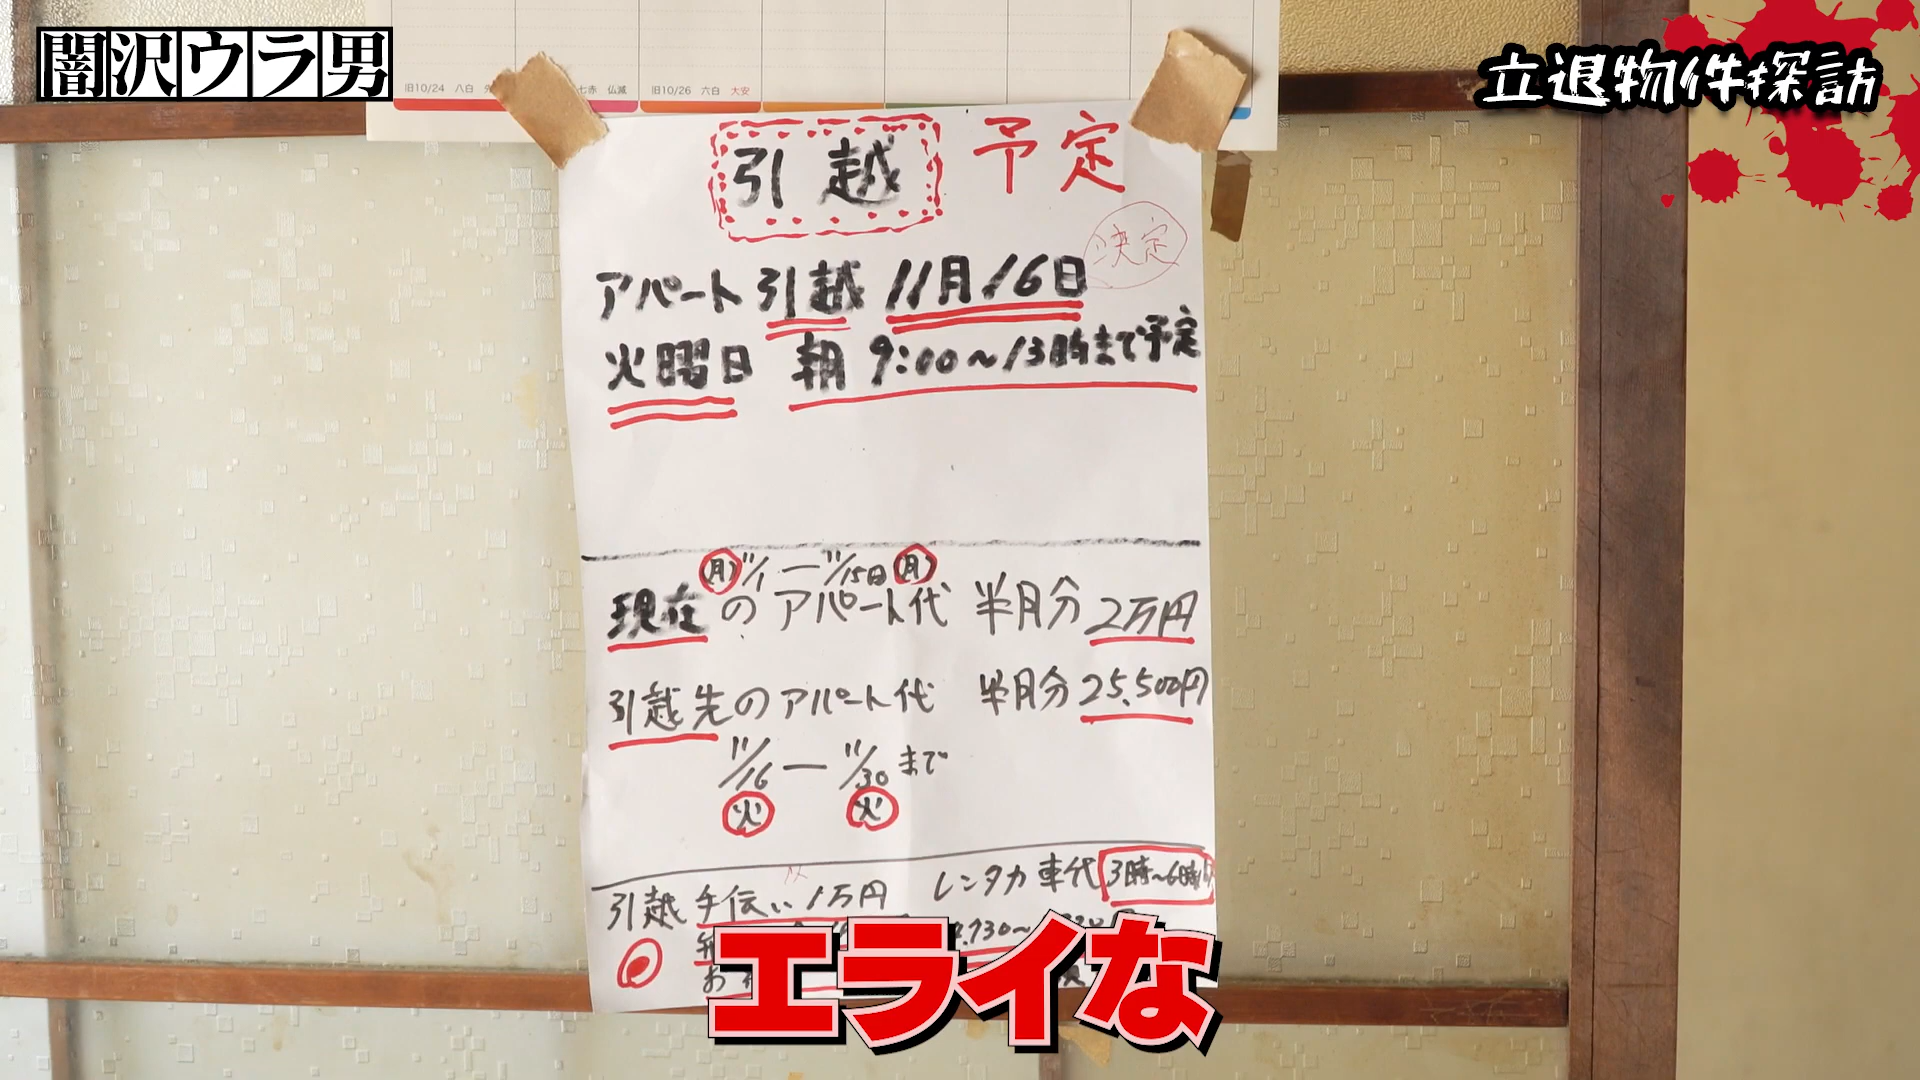 闇沢ウラ男
立退物件探訪
旧10/24 八白
七赤 仏滅
旧10/26 六白 大安
引越 予定
決定
アパート引越 11月16日
火曜日 朝 9:00~13時まで予定
(月) 11/1 ー 11/15日 (月)
現在のアパート代 半月分 2万円
引越先のアパート代 半月分 25,500円
11/16 ー 11/30 まで
火 火
引越手伝い 1万円 レンタカ車代 3時~6時
エライな